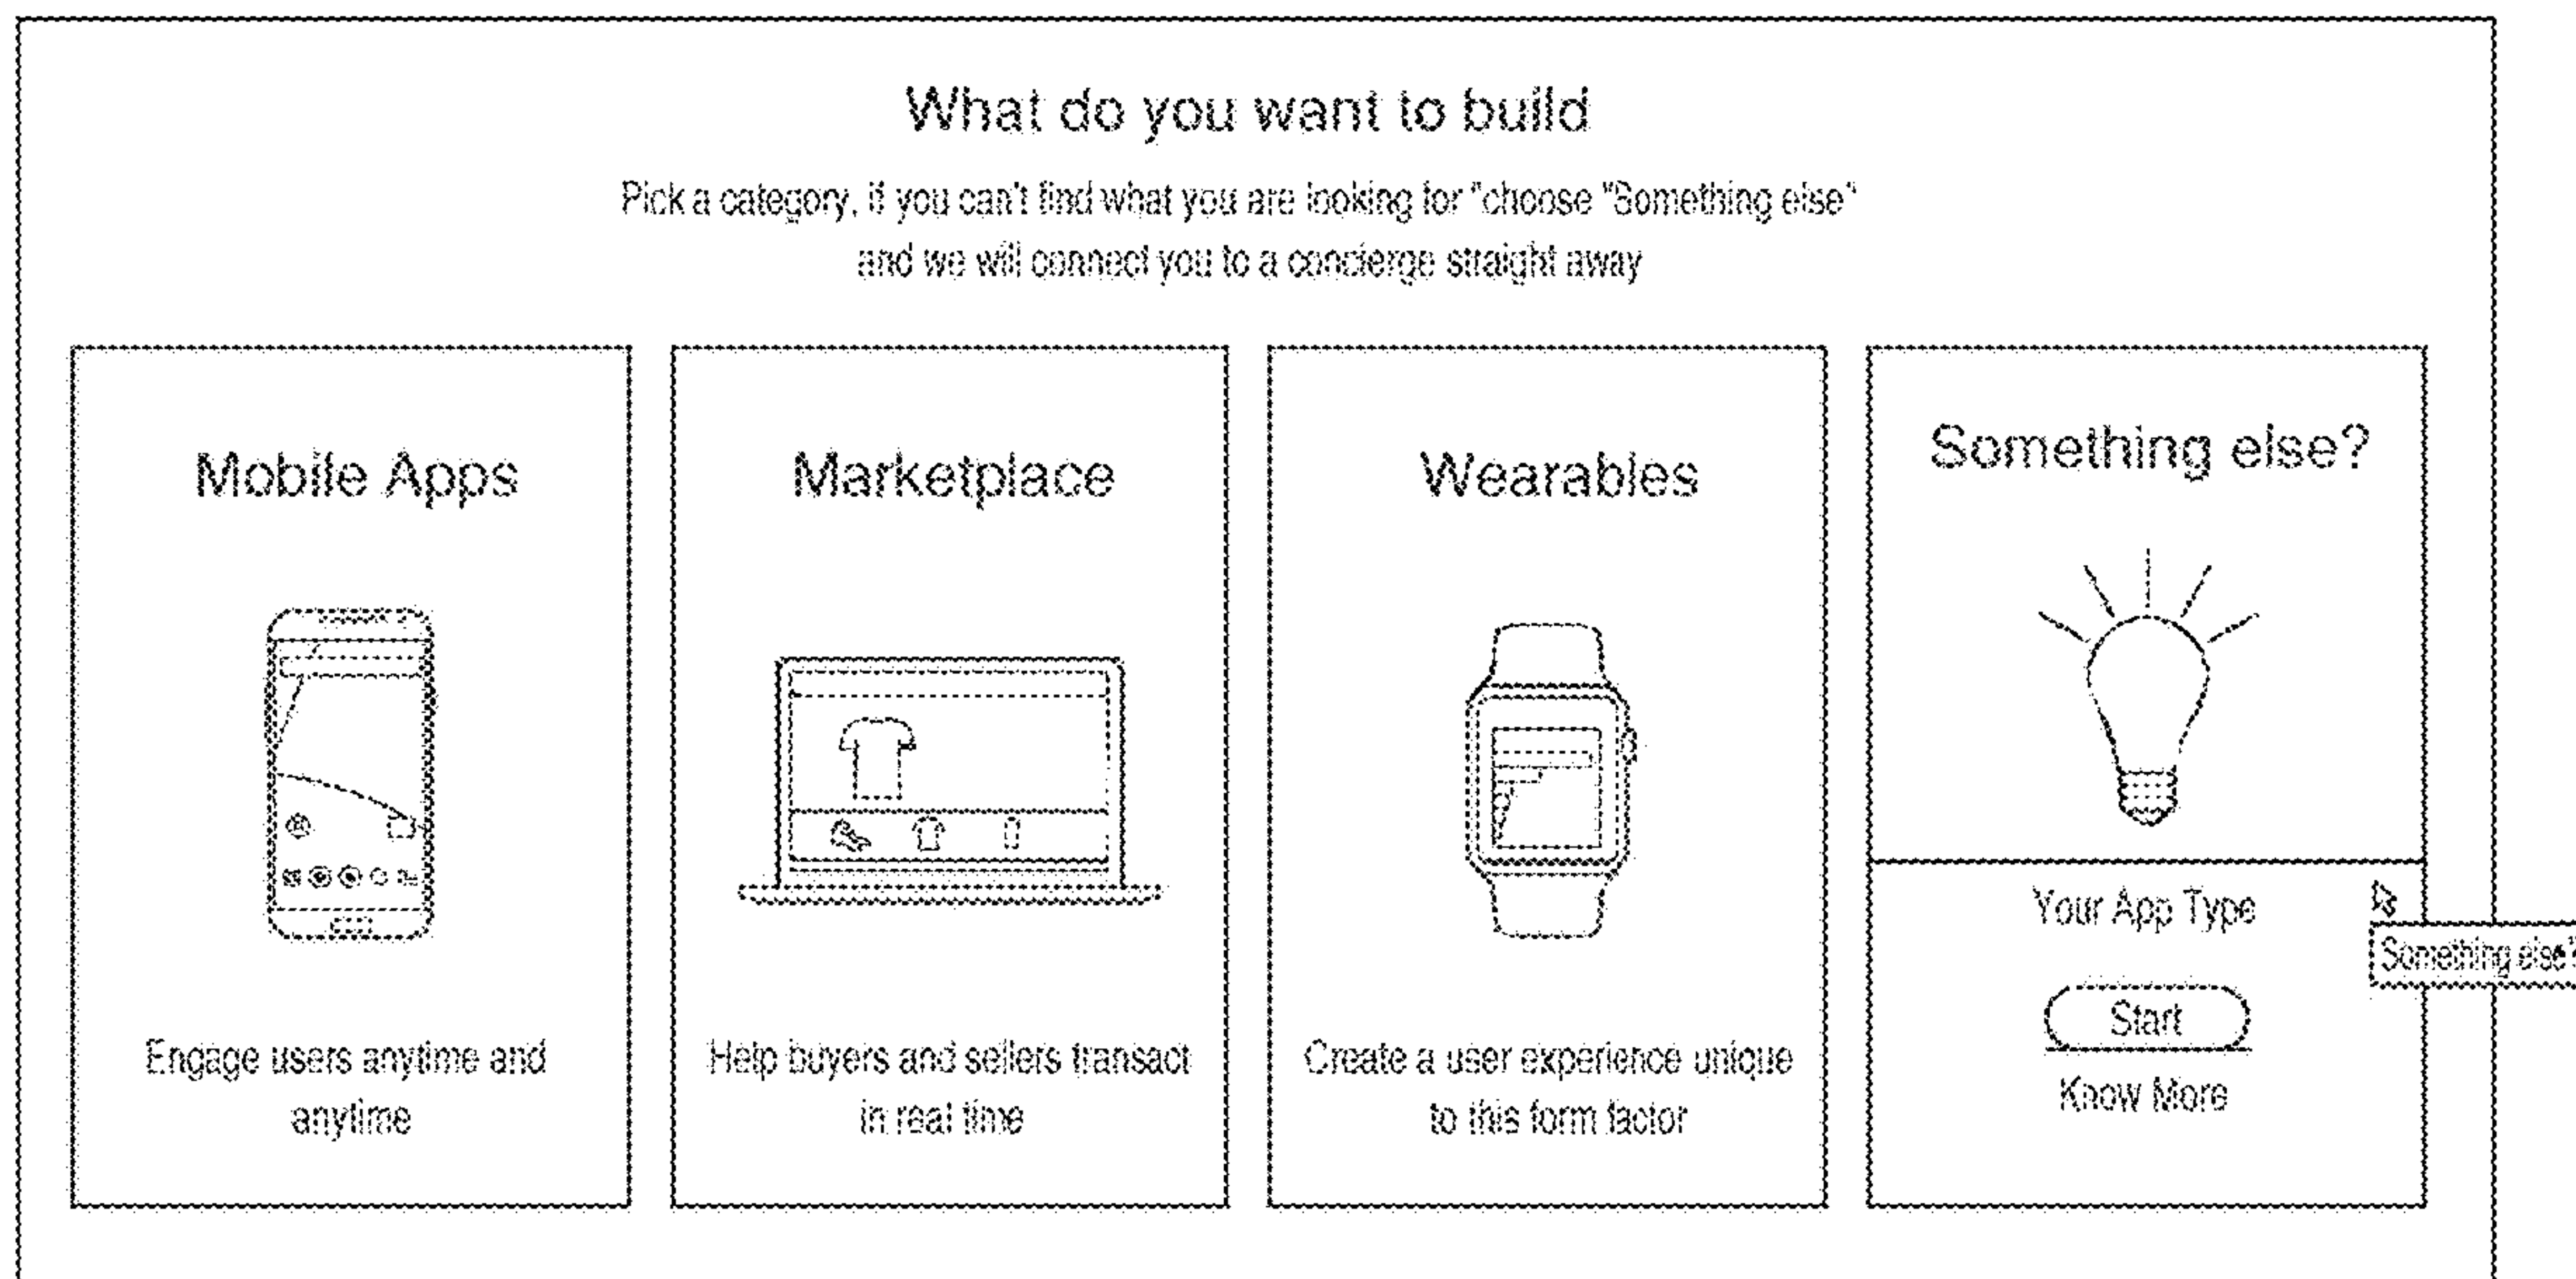 What do you want to build
Pick a category, if you can't find what you are looking for "choose "Something else"
and we will connect you to a concierge straight away
Mobile Apps
Engage users anytime and
anytime
Marketplace
Help buyers and sellers transact
in real time
Wearables
Create a user experience unique
to this form factor
Something else?
Your App Type
Something else?
Start
Know More